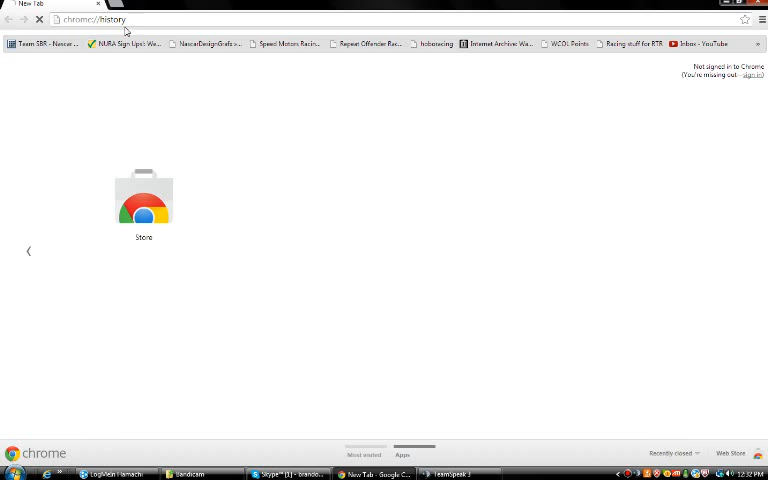 New Tab
chrome://history
Team SBR - Nascar ... NURA Sign Ups!: We... NascarDesignGrafx »... Speed Motors Racin... Repeat Offender Rac... hoboracing Internet Archive: Wa... WCOL Points Racing stuff for RTR Inbox - YouTube »
Not signed in to Chrome
(You're missing out—sign in)
Store
chrome Most visited Apps Recently closed Web Store
LogMeIn Hamachi Bandicam Skype™ [1] - brando... New Tab - Google C... TeamSpeak 3 12:32 PM